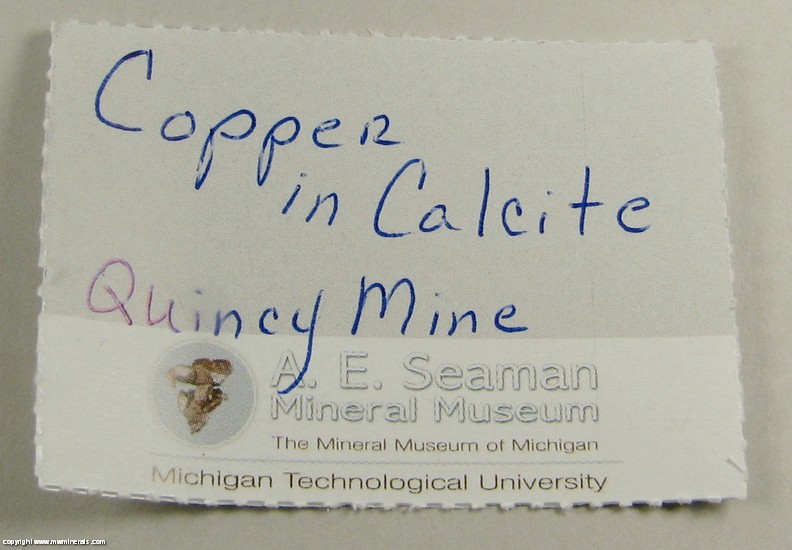 Copper
in Calcite
Quincy Mine
A. E. Seaman
Mineral Museum
The Mineral Museum of Michigan
Michigan Technological University
copyright www.mwminerals.com